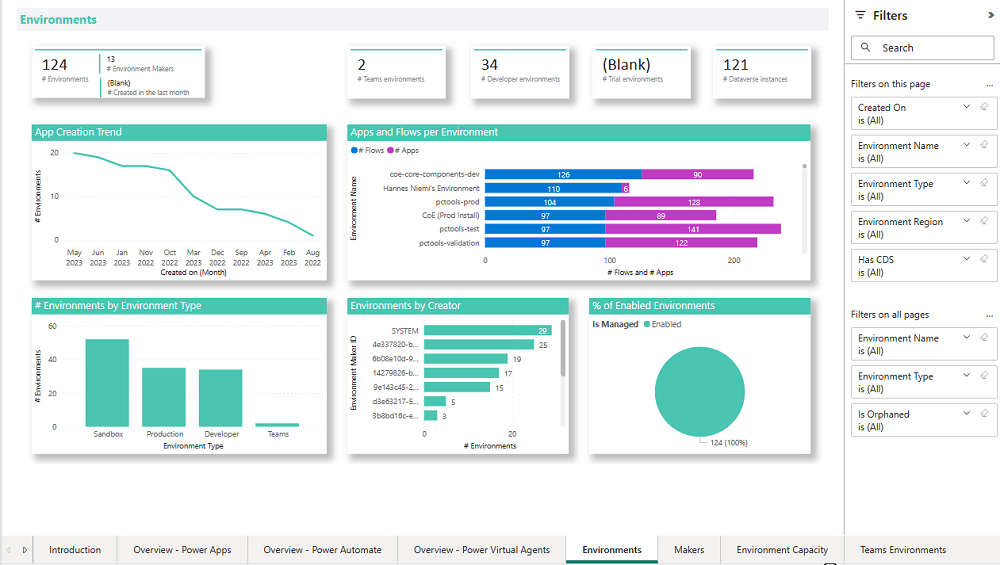 Environments
124
# Environments
13
# Environment Makers
(Blank)
# Created in the last month
2
# Teams environments
34
# Developer environments
(Blank)
# Trial environments
121
# Dataverse instances
App Creation Trend
# Environments
20
10
0
May 2023
Jun 2023
Jan 2023
Nov 2022
Oct 2022
Mar 2023
Dec 2022
Sep 2022
Apr 2023
Feb 2023
Aug 2022
Created on (Month)
Apps and Flows per Environment
# Flows # Apps
Environment Name
coe-core-components-dev 126 90
Hannes Niemi's Environment 110 6
pctools-prod 104 128
CoE (Prod Install) 97 89
pctools-test 97 141
pctools-validation 97 122
0 100 200
# Flows and # Apps
# Environments by Environment Type
# Environments
60
40
20
0
Sandbox Production Developer Teams
Environment Type
Environments by Creator
Environment Maker ID
SYSTEM 29
4e337820-b... 25
6b08e10d-9... 19
14279826-b... 17
9e143c45-2... 15
d3e63217-5... 5
3b8bd16c-e... 3
0 20
# Environments
% of Enabled Environments
Is Managed Enabled
124 (100%)
Filters
Search
Filters on this page
...
Created On
is (All)
Environment Name
is (All)
Environment Type
is (All)
Environment Region
is (All)
Has CDS
is (All)
Filters on all pages
...
Environment Name
is (All)
Environment Type
is (All)
Is Orphaned
is (All)
Introduction
Overview - Power Apps
Overview - Power Automate
Overview - Power Virtual Agents
Environments
Makers
Environment Capacity
Teams Environments